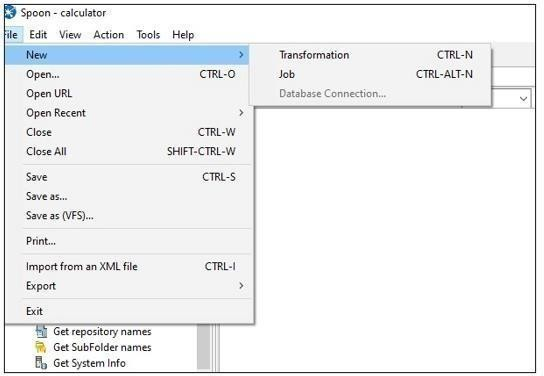 Spoon - calculator
File Edit View Action Tools Help
New
Transformation CTRL-N
Job CTRL-ALT-N
Database Connection...
Open... CTRL-O
Open URL
Open Recent
Close CTRL-W
Close All SHIFT-CTRL-W
Save CTRL-S
Save as...
Save as (VFS)...
Print...
Import from an XML file CTRL-I
Export
Exit
Get repository names
Get SubFolder names
Get System Info